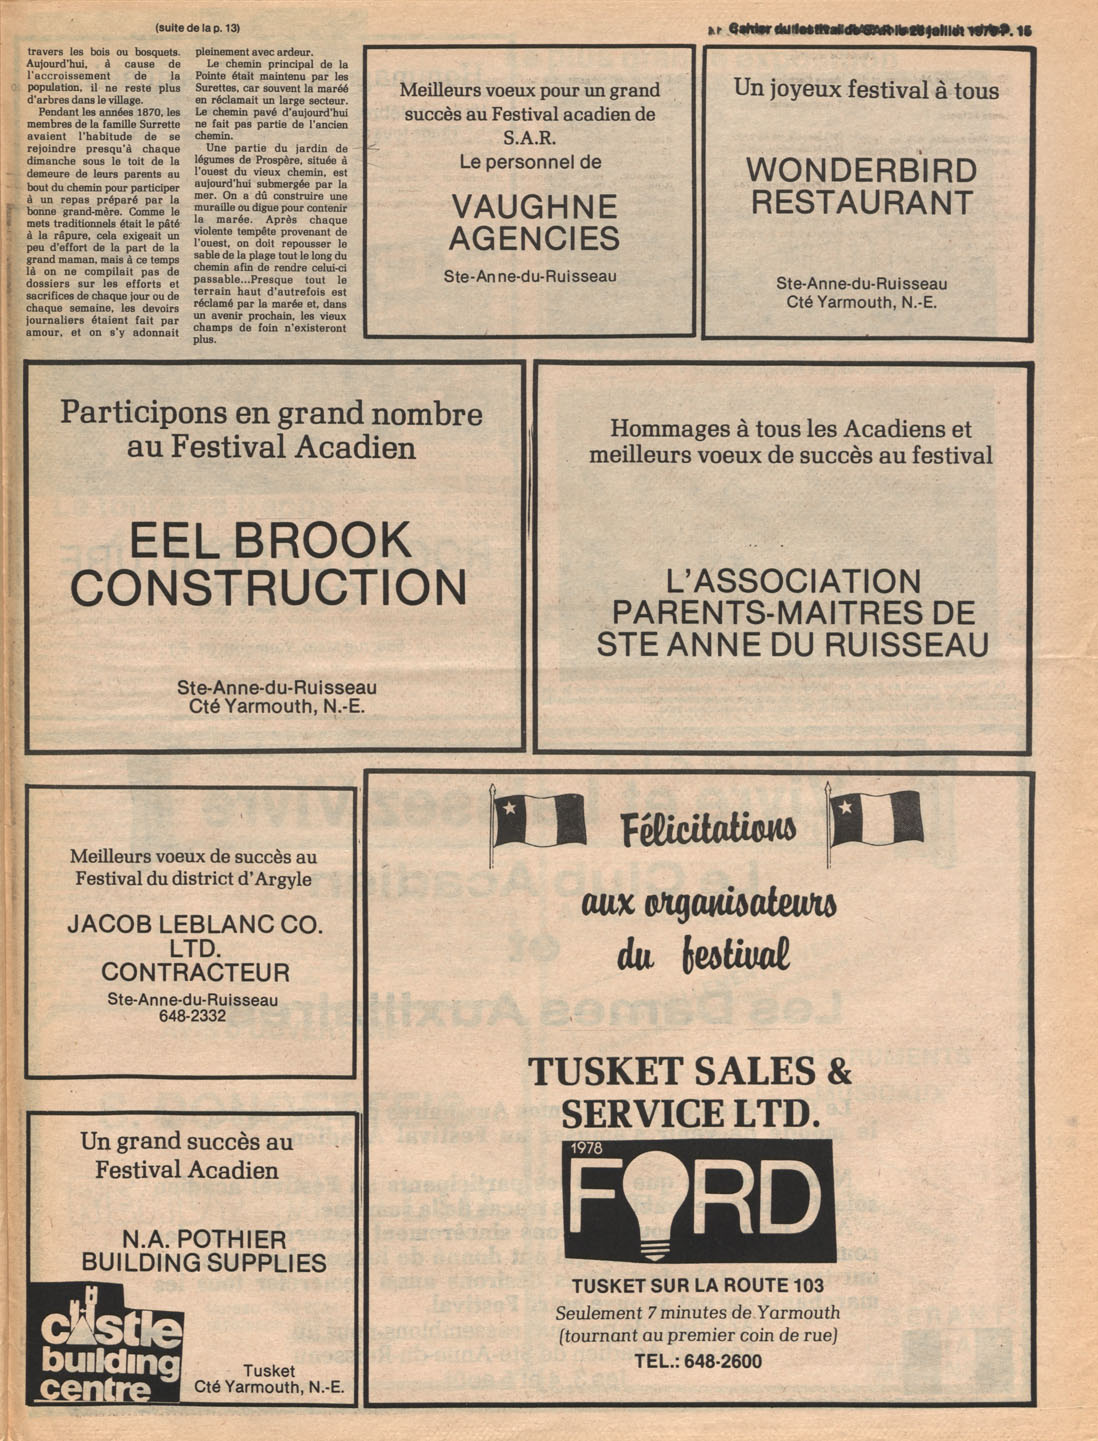 (suite de la p. 13)
travers les bois ou bosquets.
Aujourd'hui, à cause de
l'accroissement de la
population, il ne reste plus
d'arbres dans le village.
Pendant les années 1870, les
membres de la famille Surrette
avaient l'habitude de se
rejoindre presqu'à chaque
dimanche sous le toit de la
demeure de leurs parents au
bout du chemin pour participer
à un repas préparé par la
bonne grand-mère. Comme le
mets traditionnels était le pâté
à la râpure, cela exigeait un
peu d'effort de la part de la
grand maman, mais à ce temps
là on ne compilait pas de
dossiers sur les efforts et
sacrifices de chaque jour ou de
chaque semaine, les devoirs
journaliers étaient fait par
amour, et on s'y adonnait
pleinement avec ardeur.
Le chemin principal de la
Pointe était maintenu par les
Surettes, car souvent la maréé
en réclamait un large secteur.
Le chemin pavé d'aujourd'hui
ne fait pas partie de l'ancien
chemin.
Une partie du jardin de
légumes de Prospère, située à
l'ouest du vieux chemin, est
aujourd'hui submergée par la
mer. On a dû construire une
muraille ou digue pour contenir
la marée. Après chaque
violente tempête provenant de
l'ouest, on doit repousser le
sable de la plage tout le long du
chemin afin de rendre celui-ci
passable...Presque tout le
terrain haut d'autrefois est
réclamé par la marée et, dans
un avenir prochain, les vieux
champs de foin n'existeront
plus.
Cahier du festival de SAR le 26 juillet P. 15
Meilleurs voeux pour un grand
succès au Festival acadien de
S.A.R.
Le personnel de
VAUGHNE
AGENCIES
Ste-Anne-du-Ruisseau
Un joyeux festival à tous
WONDERBIRD
RESTAURANT
Ste-Anne-du-Ruisseau
Cté Yarmouth, N.-E.
Participons en grand nombre
au Festival Acadien
EEL BROOK
CONSTRUCTION
Ste-Anne-du-Ruisseau
Cté Yarmouth, N.-E.
Hommages à tous les Acadiens et
meilleurs voeux de succès au festival
L'ASSOCIATION
PARENTS-MAITRES DE
STE ANNE DU RUISSEAU
Meilleurs voeux de succès au
Festival du district d'Argyle
JACOB LEBLANC CO.
LTD.
CONTRACTEUR
Ste-Anne-du-Ruisseau
648-2332
Félicitations
aux organisateurs
du festival
TUSKET SALES &
SERVICE LTD.
1978
FORD
TUSKET SUR LA ROUTE 103
Seulement 7 minutes de Yarmouth
(tournant au premier coin de rue)
TEL.: 648-2600
Un grand succès au
Festival Acadien
N.A. POTHIER
BUILDING SUPPLIES
castle
building
centre
Tusket
Cté Yarmouth, N.-E.